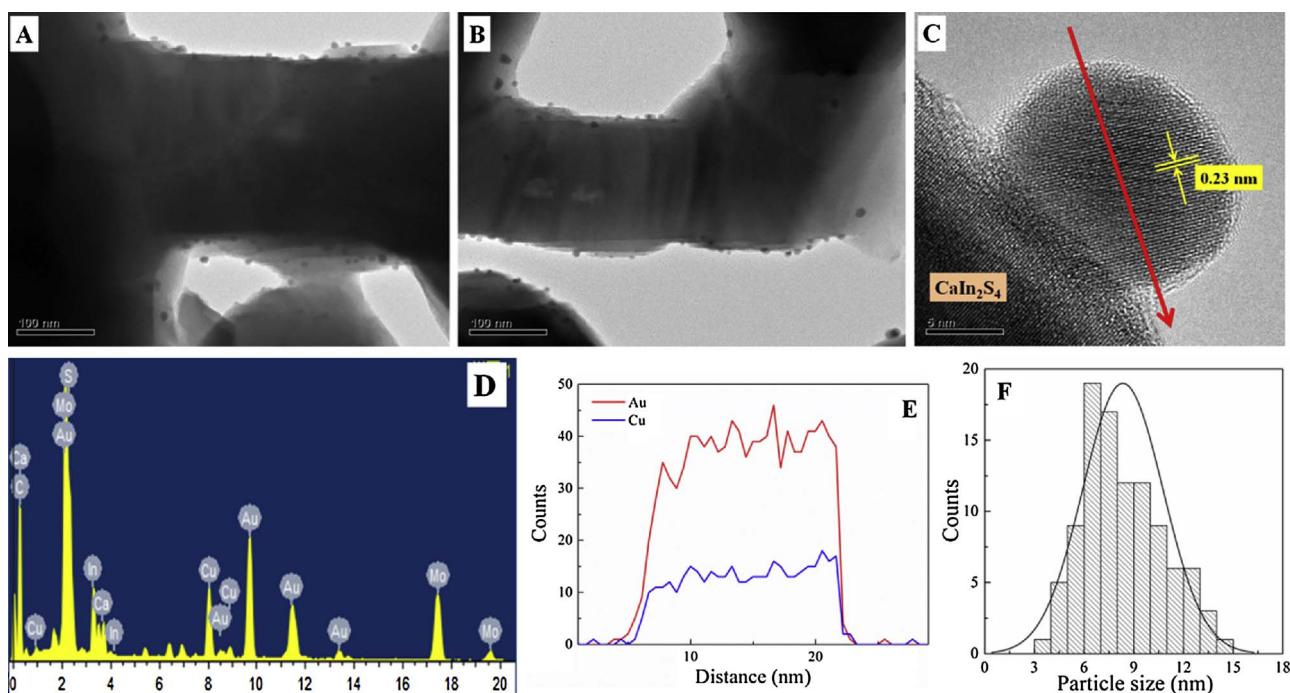 A
100 nm
B
100 nm
C
0.23 nm
CaIn₂S₄
5 nm
D
S
Mo
Au
Ca
C
Cu
In
Ca
In
Cu
Au
Cu
Au
Au
Au
Mo
Mo
0 2 4 6 8 10 12 14 16 18 20
E
Au
Cu
50
40
30
20
10
0
Counts
10 20
Distance (nm)
F
20
15
10
5
0
Counts
0 3 6 9 12 15 18
Particle size (nm)